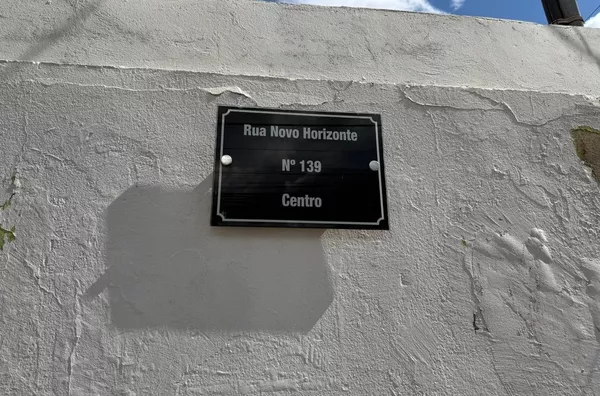 Rua Novo Horizonte
Nº 139
Centro